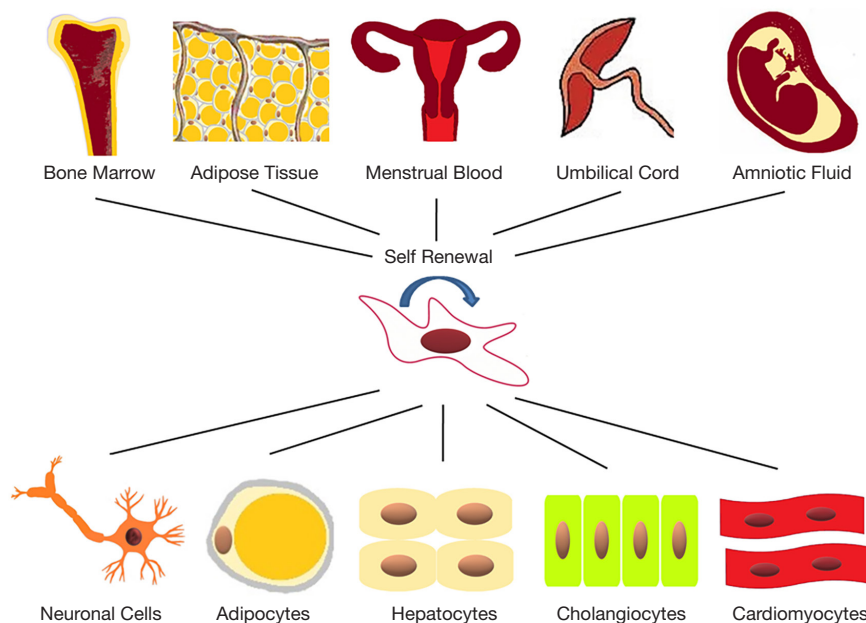 Bone Marrow
Adipose Tissue
Menstrual Blood
Umbilical Cord
Amniotic Fluid
Self Renewal
Neuronal Cells
Adipocytes
Hepatocytes
Cholangiocytes
Cardiomyocytes